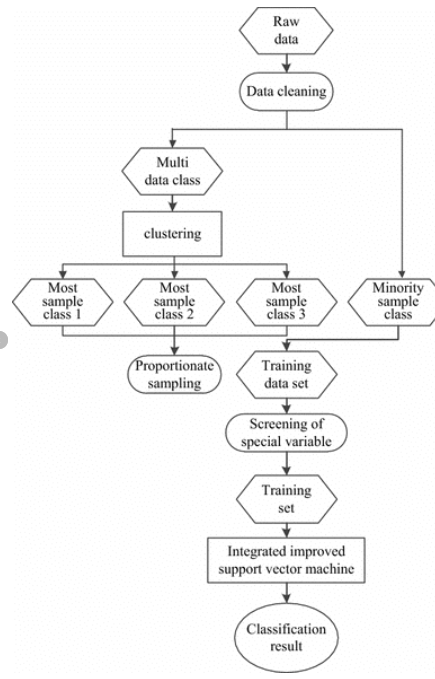 Raw
data
Data cleaning
Multi
data class
clustering
Most
sample
class 1
Most
sample
class 2
Most
sample
class 3
Minority
sample
class
Proportionate
sampling
Training
data set
Screening of
special variable
Training
set
Integrated improved
support vector machine
Classification
result